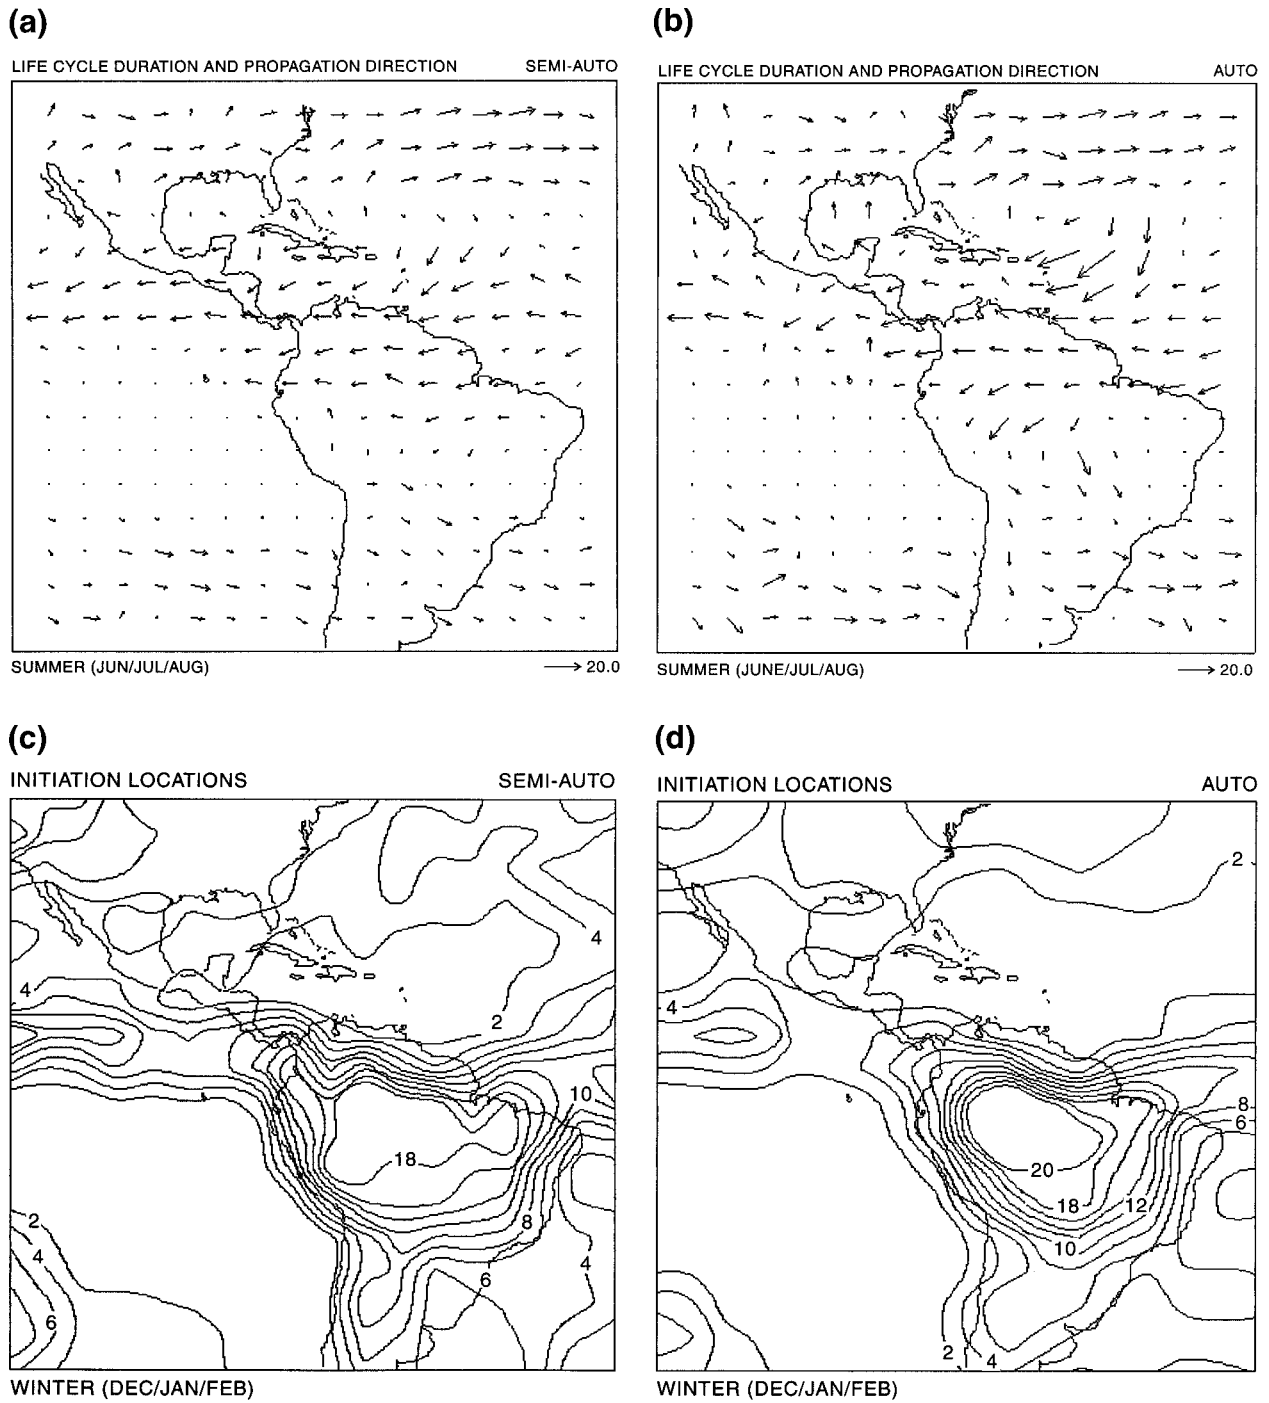 (a)
(b)
LIFE CYCLE DURATION AND PROPAGATION DIRECTION SEMI-AUTO
LIFE CYCLE DURATION AND PROPAGATION DIRECTION AUTO
SUMMER (JUN/JUL/AUG) 20.0
SUMMER (JUNE/JUL/AUG) 20.0
(c)
(d)
INITIATION LOCATIONS SEMI-AUTO
INITIATION LOCATIONS AUTO
4
4
2
10
18
8
2
4
4
6
6
2
4
8
6
20
18
12
10
2
4
WINTER (DEC/JAN/FEB)
WINTER (DEC/JAN/FEB)